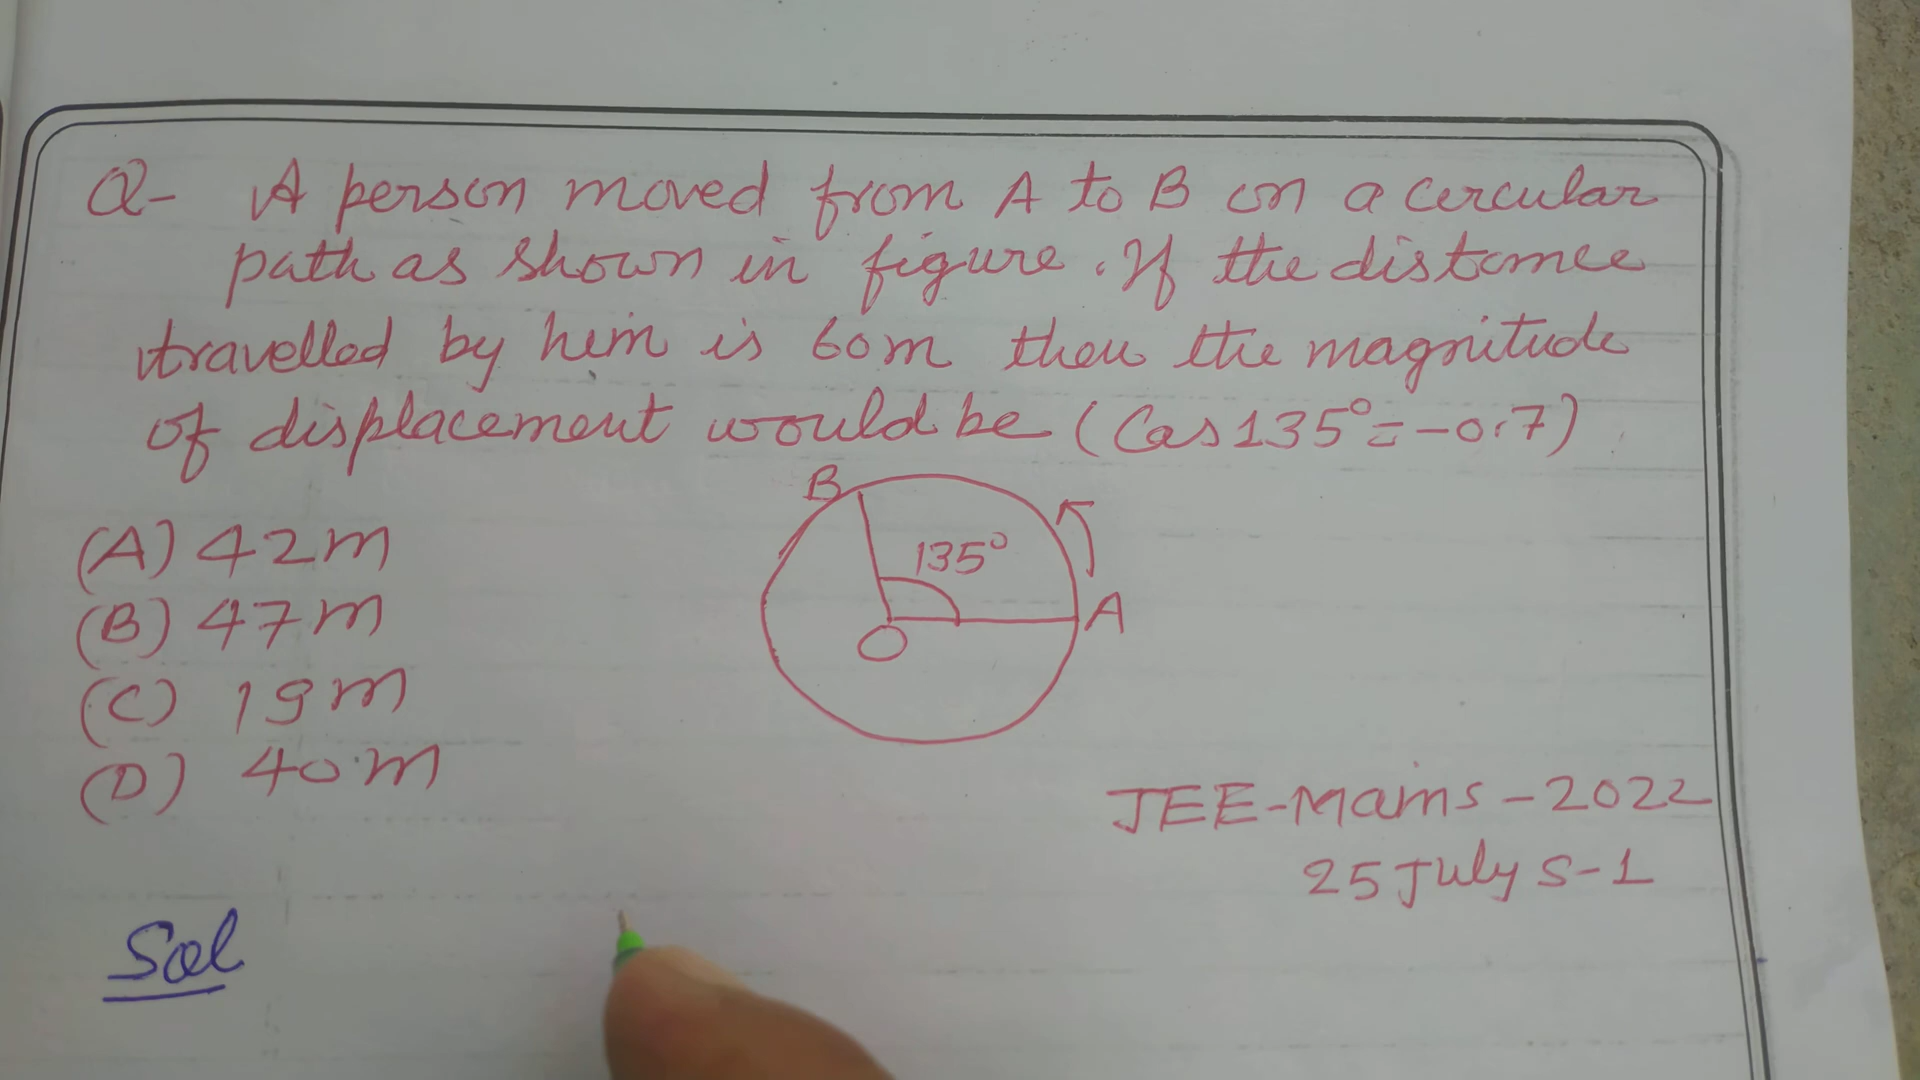 Q- A person moved from A to B on a circular
path as shown in figure. If the distance
travelled by him is 60m then the magnitude
of displacement would be (Cos135°=-0.7)
(A) 42m
(B) 47m
(C) 19m
(D) 40m
B
135°
A
O
JEE-Mains-2022
25 July S-1
Sol